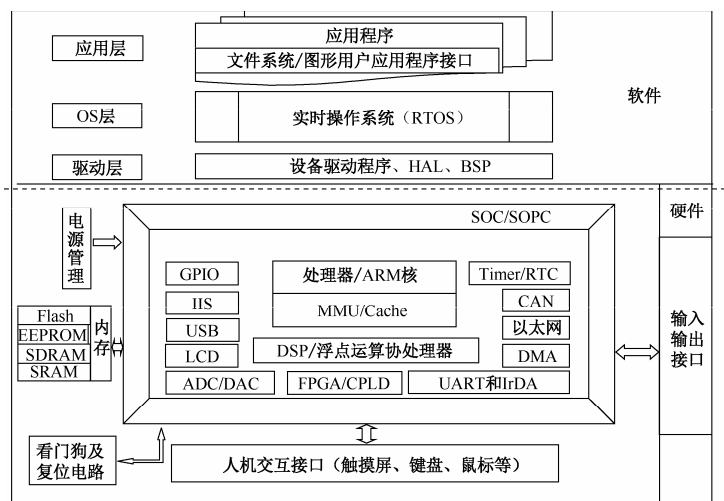 应用层
应用程序
文件系统/图形用户应用程序接口
软件
OS层
实时操作系统（RTOS）
驱动层
设备驱动程序、HAL、BSP
硬件
电源管理
SOC/SOPC
GPIO
处理器/ARM核
Timer/RTC
IIS
MMU/Cache
CAN
USB
以太网
LCD
DSP/浮点运算协处理器
DMA
ADC/DAC
FPGA/CPLD
UART和IrDA
Flash
EEPROM
SDRAM
SRAM
内存
输入
输出
接口
看门狗及
复位电路
人机交互接口（触摸屏、键盘、鼠标等）